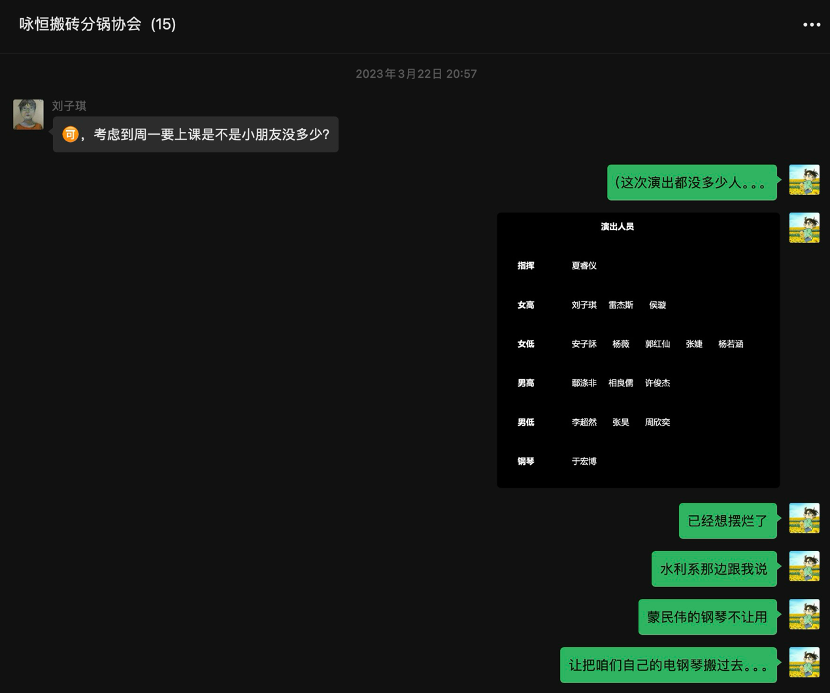 咏恒搬砖分锅协会 (15)
2023年3月22日 20:57
刘子琪
可，考虑到周一要上课是不是小朋友没多少?
(这次演出都没多少人。。。
演出人员
指挥 夏睿仪
女高 刘子琪 雷杰斯 侯璇
女低 安子訸 杨薇 郭红仙 张婕 杨若涵
男高 鄢涤非 相良儒 许俊杰
男低 李超然 张昊 周欣奕
钢琴 于宏博
已经想摆烂了
水利系那边跟我说
蒙民伟的钢琴不让用
让把咱们自己的电钢琴搬过去。。。